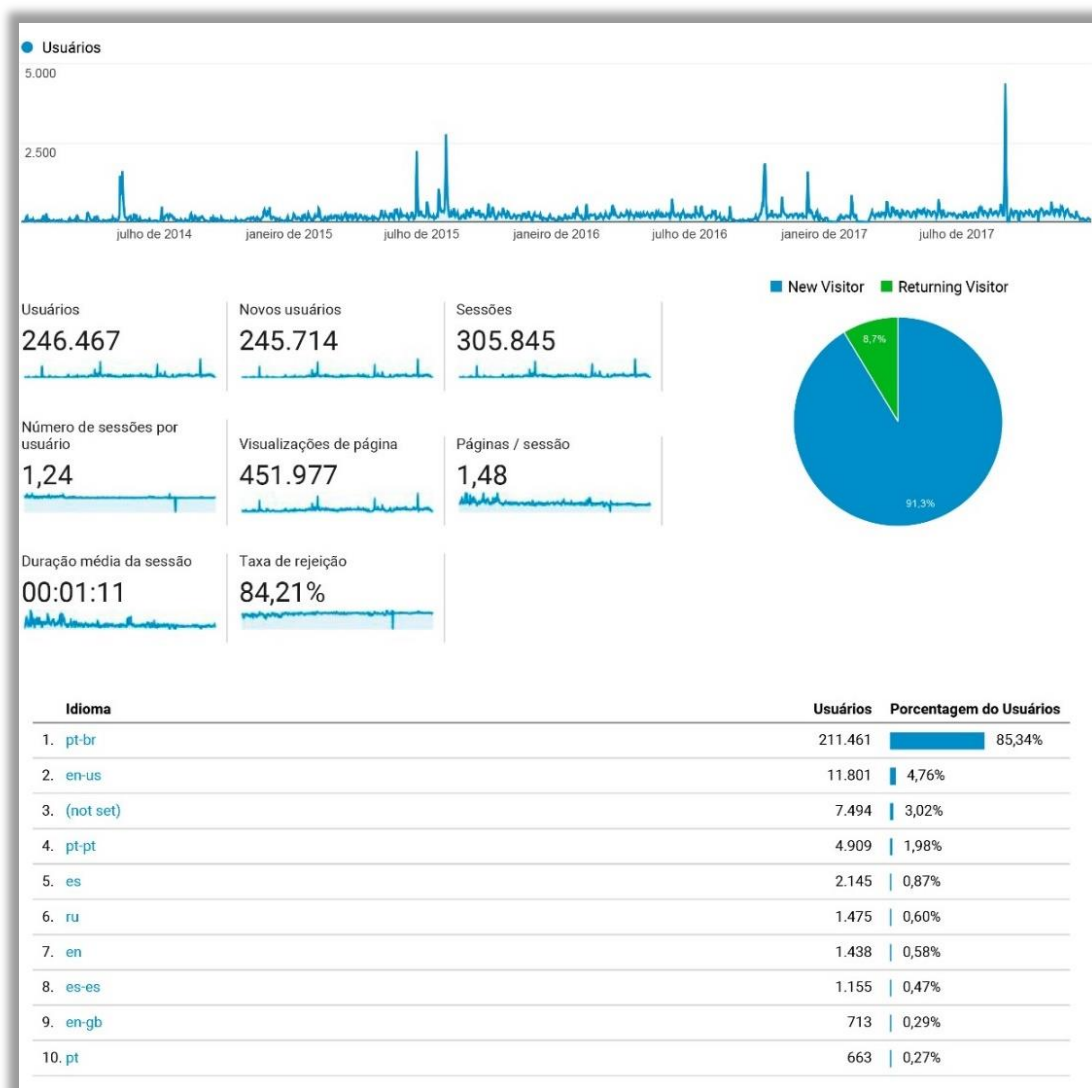 Usuários
5.000
2.500
julho de 2014 janeiro de 2015 julho de 2015 janeiro de 2016 julho de 2016 janeiro de 2017 julho de 2017
New Visitor Returning Visitor
Usuários
246.467
Novos usuários
245.714
Sessões
305.845
8,7%
91,3%
Número de sessões por
usuário
1,24
Visualizações de página
451.977
Páginas / sessão
1,48
Duração média da sessão
00:01:11
Taxa de rejeição
84,21%
Idioma Usuários Porcentagem do Usuários
1. pt-br 211.461 85,34%
2. en-us 11.801 4,76%
3. (not set) 7.494 3,02%
4. pt-pt 4.909 1,98%
5. es 2.145 0,87%
6. ru 1.475 0,60%
7. en 1.438 0,58%
8. es-es 1.155 0,47%
9. en-gb 713 0,29%
10. pt 663 0,27%